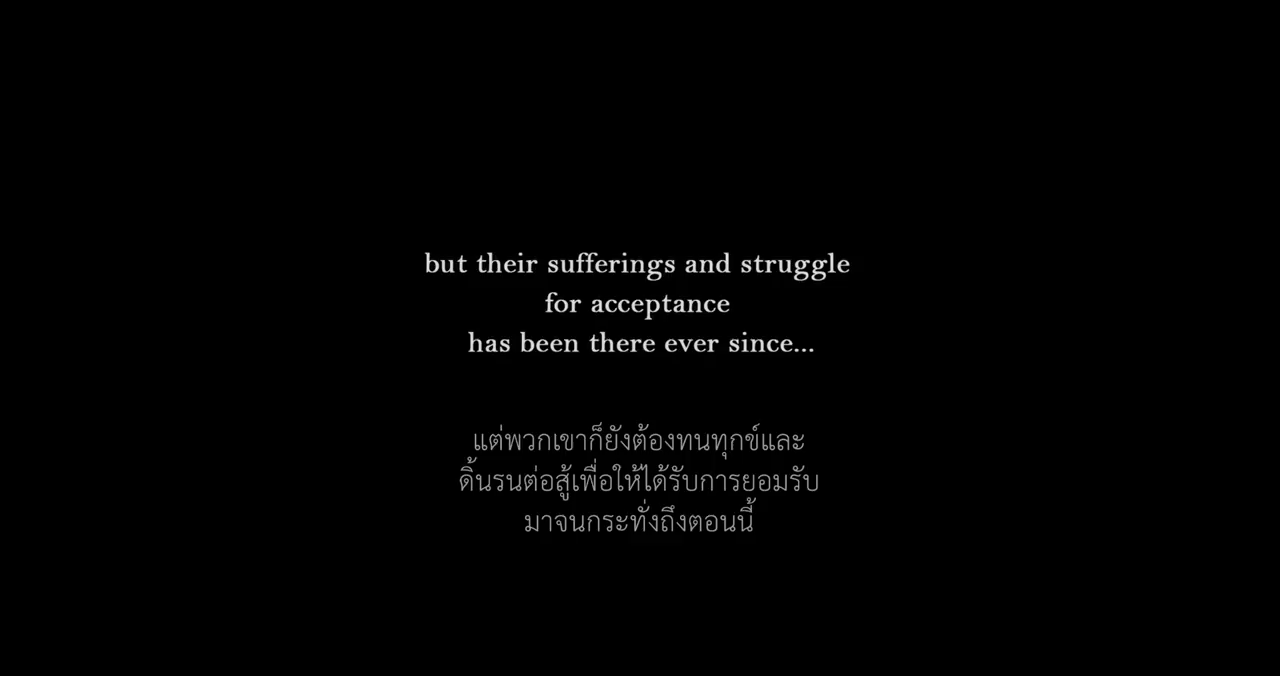 but their sufferings and struggle
for acceptance
has been there ever since...
แต่พวกเขาก็ยังต้องทนทุกข์และ
ดิ้นรนต่อสู้เพื่อให้ได้รับการยอมรับ
มาจนกระทั่งถึงตอนนี้